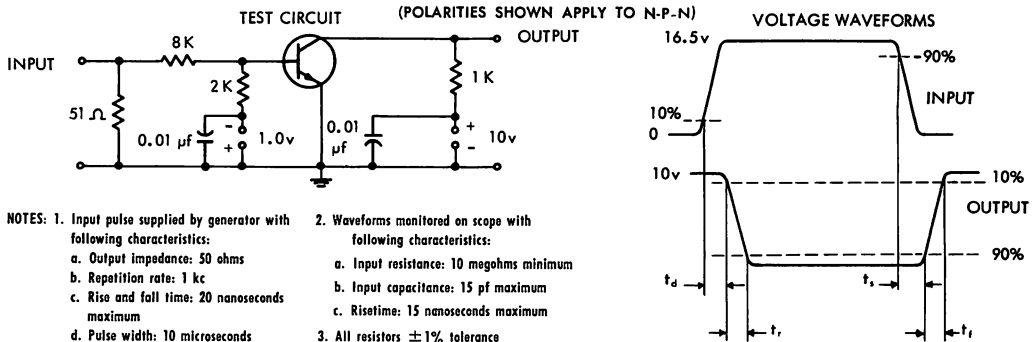 TEST CIRCUIT
(POLARITIES SHOWN APPLY TO N-P-N)
VOLTAGE WAVEFORMS
INPUT
8K
2K
51 Ω
0.01 μf
-
+
1.0v
0.01
μf
OUTPUT
1K
+
-
10v
16.5v
90%
INPUT
10%
0
10v
10%
OUTPUT
90%
td
ts
tr
tf
NOTES: 1. Input pulse supplied by generator with
following characteristics:
a. Output impedance: 50 ohms
b. Repetition rate: 1 kc
c. Rise and fall time: 20 nanoseconds
maximum
d. Pulse width: 10 microseconds
2. Waveforms monitored on scope with
following characteristics:
a. Input resistance: 10 megohms minimum
b. Input capacitance: 15 pf maximum
c. Risetime: 15 nanoseconds maximum
3. All resistors ±1% tolerance